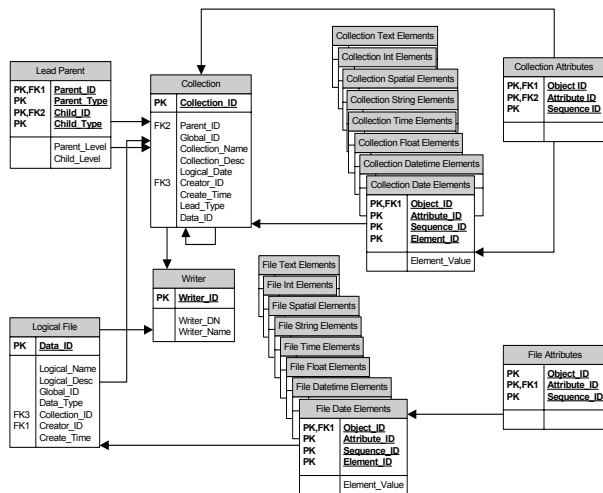 Lead Parent
PK,FK1 Parent_ID
PK Parent_Type
PK,FK2 Child_ID
PK Child_Type
Parent_Level
Child_Level
Collection
PK Collection_ID
FK2 Parent_ID
Global_ID
Collection_Name
Collection_Desc
Logical_Date
FK3 Creator_ID
Create_Time
Lead_Type
Data_ID
Collection Text Elements
Collection Int Elements
Collection Spatial Elements
Collection String Elements
Collection Time Elements
Collection Float Elements
Collection Datetime Elements
Collection Date Elements
PK,FK1 Object_ID
PK Attribute_ID
PK Sequence_ID
PK Element_ID
Element_Value
Collection Attributes
PK,FK1 Object ID
PK,FK2 Attribute ID
PK Sequence ID
Writer
PK Writer_ID
Writer_DN
Writer_Name
Logical File
PK Data_ID
Logical_Name
Logical_Desc
Global_ID
Data_Type
FK3 Collection_ID
FK1 Creator_ID
Create_Time
File Text Elements
File Int Elements
File Spatial Elements
File String Elements
File Time Elements
File Float Elements
File Datetime Elements
File Date Elements
PK,FK1 Object_ID
PK Attribute_ID
PK Sequence_ID
PK Element_ID
Element_Value
File Attributes
PK Object_ID
PK,FK1 Attribute_ID
PK Sequence_ID